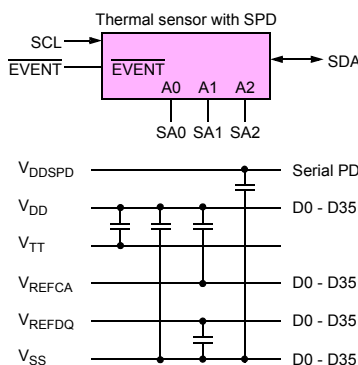 Thermal sensor with SPD
SCL
EVENT EVENT SDA
A0 A1 A2
SA0 SA1 SA2
VDDSPD Serial PD
VDD D0 - D35
VTT
VREFCA D0 - D35
VREFDQ D0 - D35
VSS D0 - D35